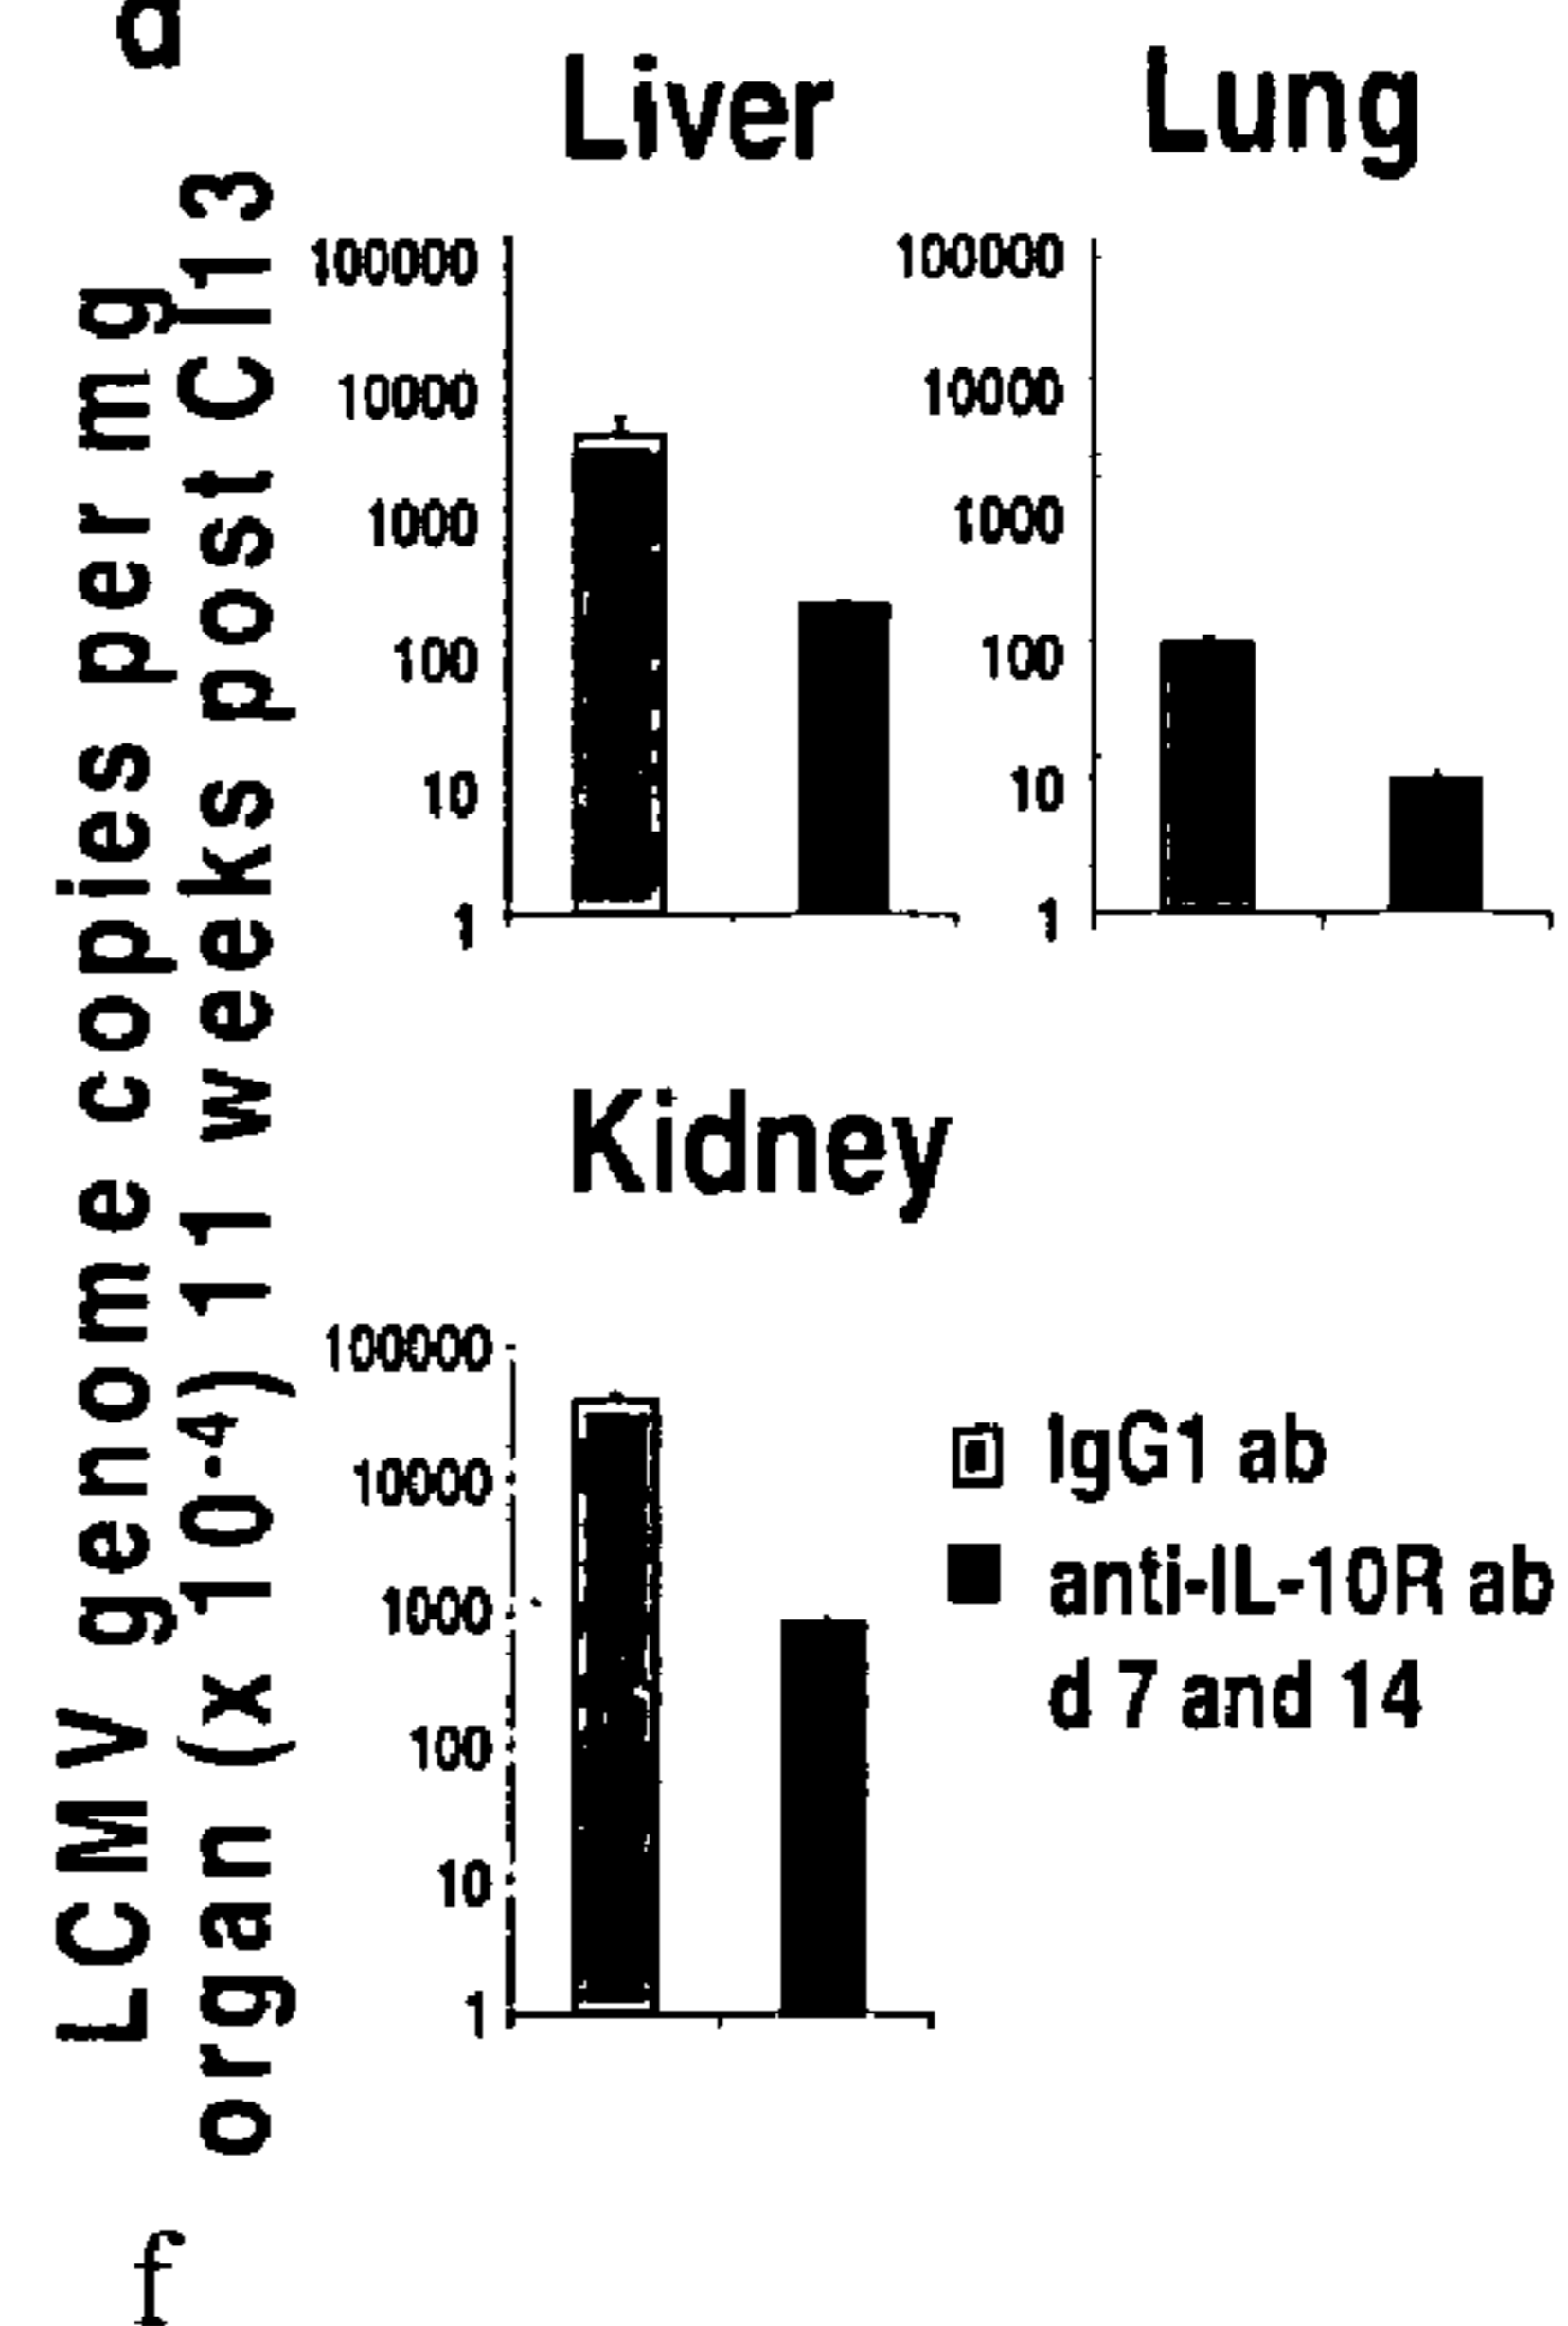 d
Liver
Lung
LCMV genome copies per mg
organ (x 10-4) 11 weeks post Cl13
100000
10000
1000
100
10
1
100000
10000
1000
100
10
1
Kidney
100000
10000
1000
100
10
1
IgG1 ab
anti-IL-10R ab
d 7 and 14
f